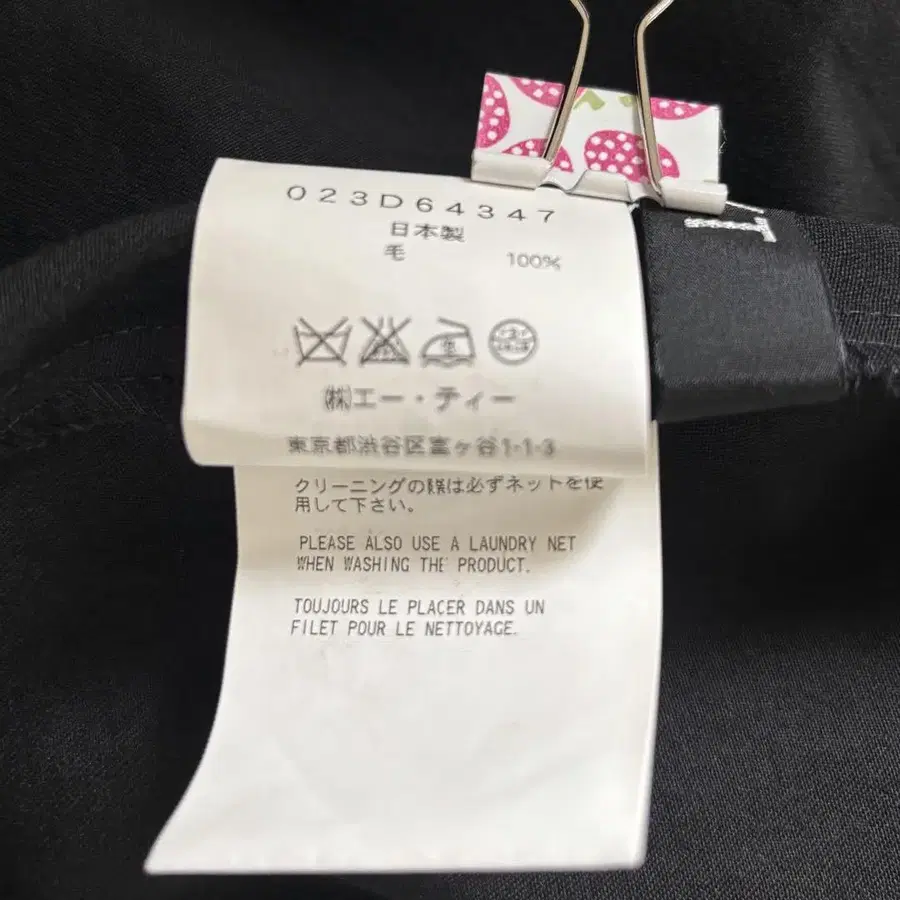 023D64347
日本製
毛 100%
㈱エー・ティー
東京都渋谷区富ヶ谷1-1-3
クリーニングの際は必ずネットを使
用して下さい。
PLEASE ALSO USE A LAUNDRY NET
WHEN WASHING THE PRODUCT.
TOUJOURS LE PLACER DANS UN
FILET POUR LE NETTOYAGE.